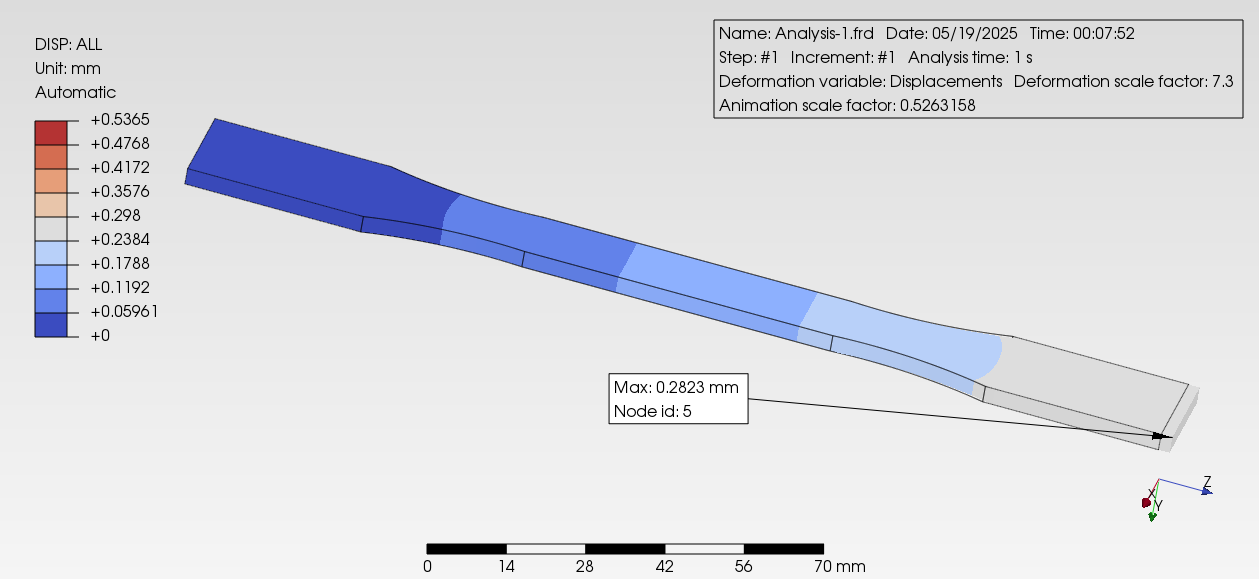 DISP: ALL
Unit: mm
Automatic
+0.5365
+0.4768
+0.4172
+0.3576
+0.298
+0.2384
+0.1788
+0.1192
+0.05961
+0
Name: Analysis-1.frd Date: 05/19/2025 Time: 00:07:52
Step: #1 Increment: #1 Analysis time: 1 s
Deformation variable: Displacements Deformation scale factor: 7.3
Animation scale factor: 0.5263158
Max: 0.2823 mm
Node id: 5
Z
X
Y
0 14 28 42 56 70 mm